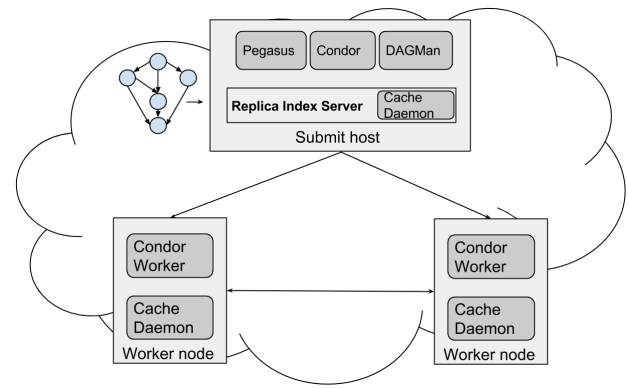 Pegasus
Condor
DAGMan
Replica Index Server
Cache
Daemon
Submit host
Condor
Worker
Cache
Daemon
Worker node
Condor
Worker
Cache
Daemon
Worker node